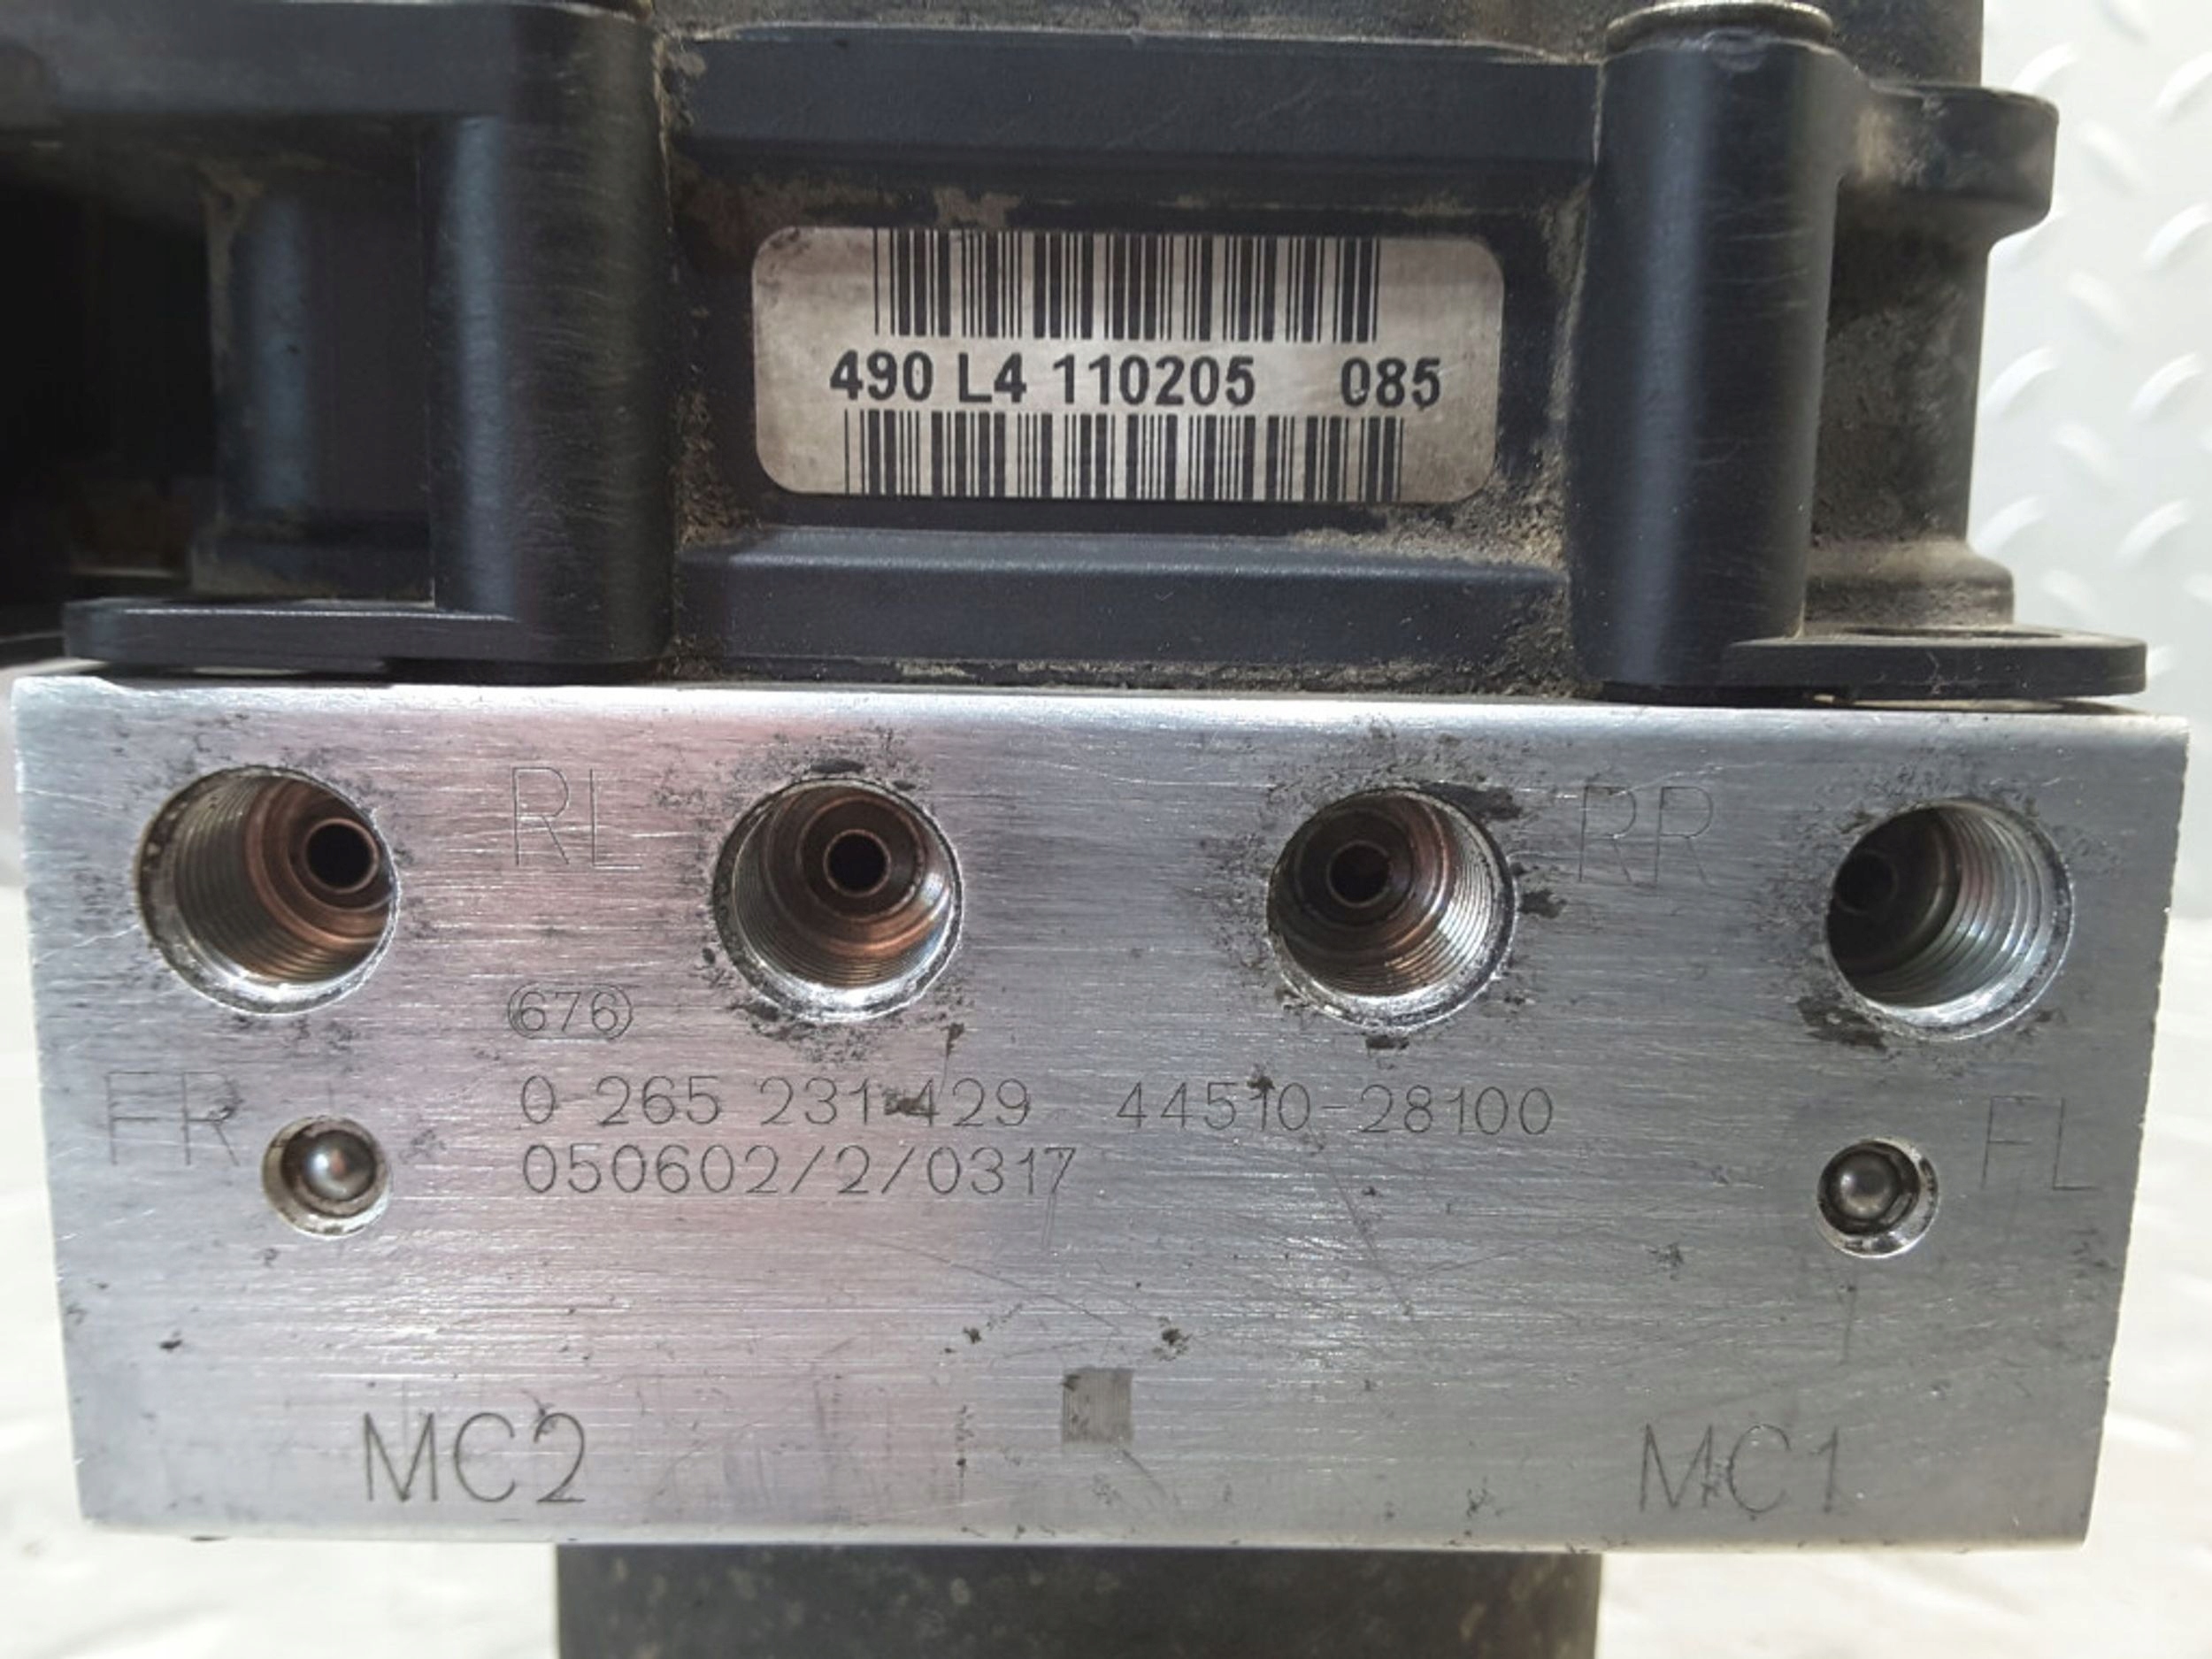 490 L4 110205 085
RL RR
676
FR 0 265 231 429 44510-28100 FL
050602/2/0317
MC2 MC1